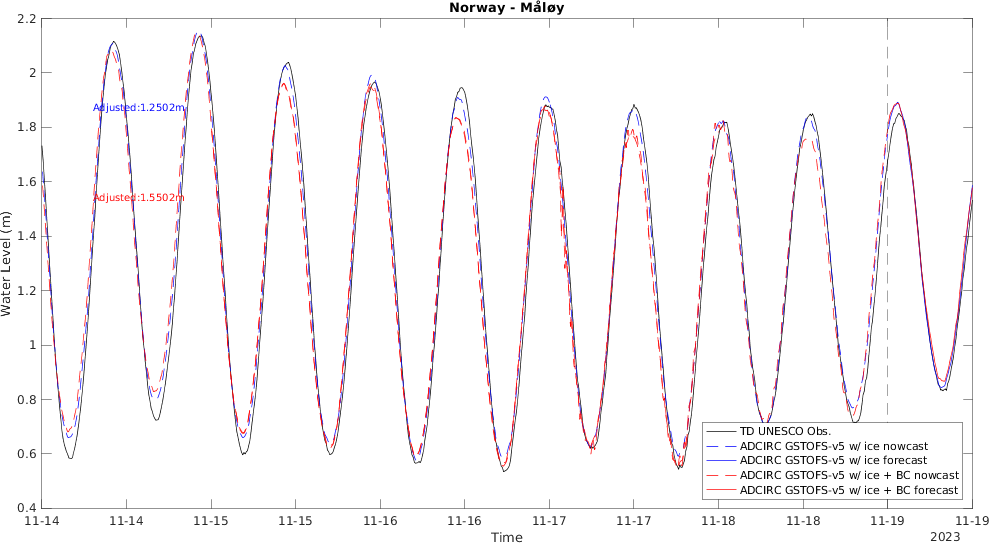 Norway - Måløy
2.2
2
1.8
1.6
1.4
1.2
1
0.8
0.6
0.4
Water Level (m)
Adjusted:1.2502m
Adjusted:1.5502m
TD UNESCO Obs.
ADCIRC GSTOFS-v5 w/ ice nowcast
ADCIRC GSTOFS-v5 w/ ice forecast
ADCIRC GSTOFS-v5 w/ ice + BC nowcast
ADCIRC GSTOFS-v5 w/ ice + BC forecast
11-14 11-14 11-15 11-15 11-16 11-16 11-17 11-17 11-18 11-18 11-19 11-19
Time
2023